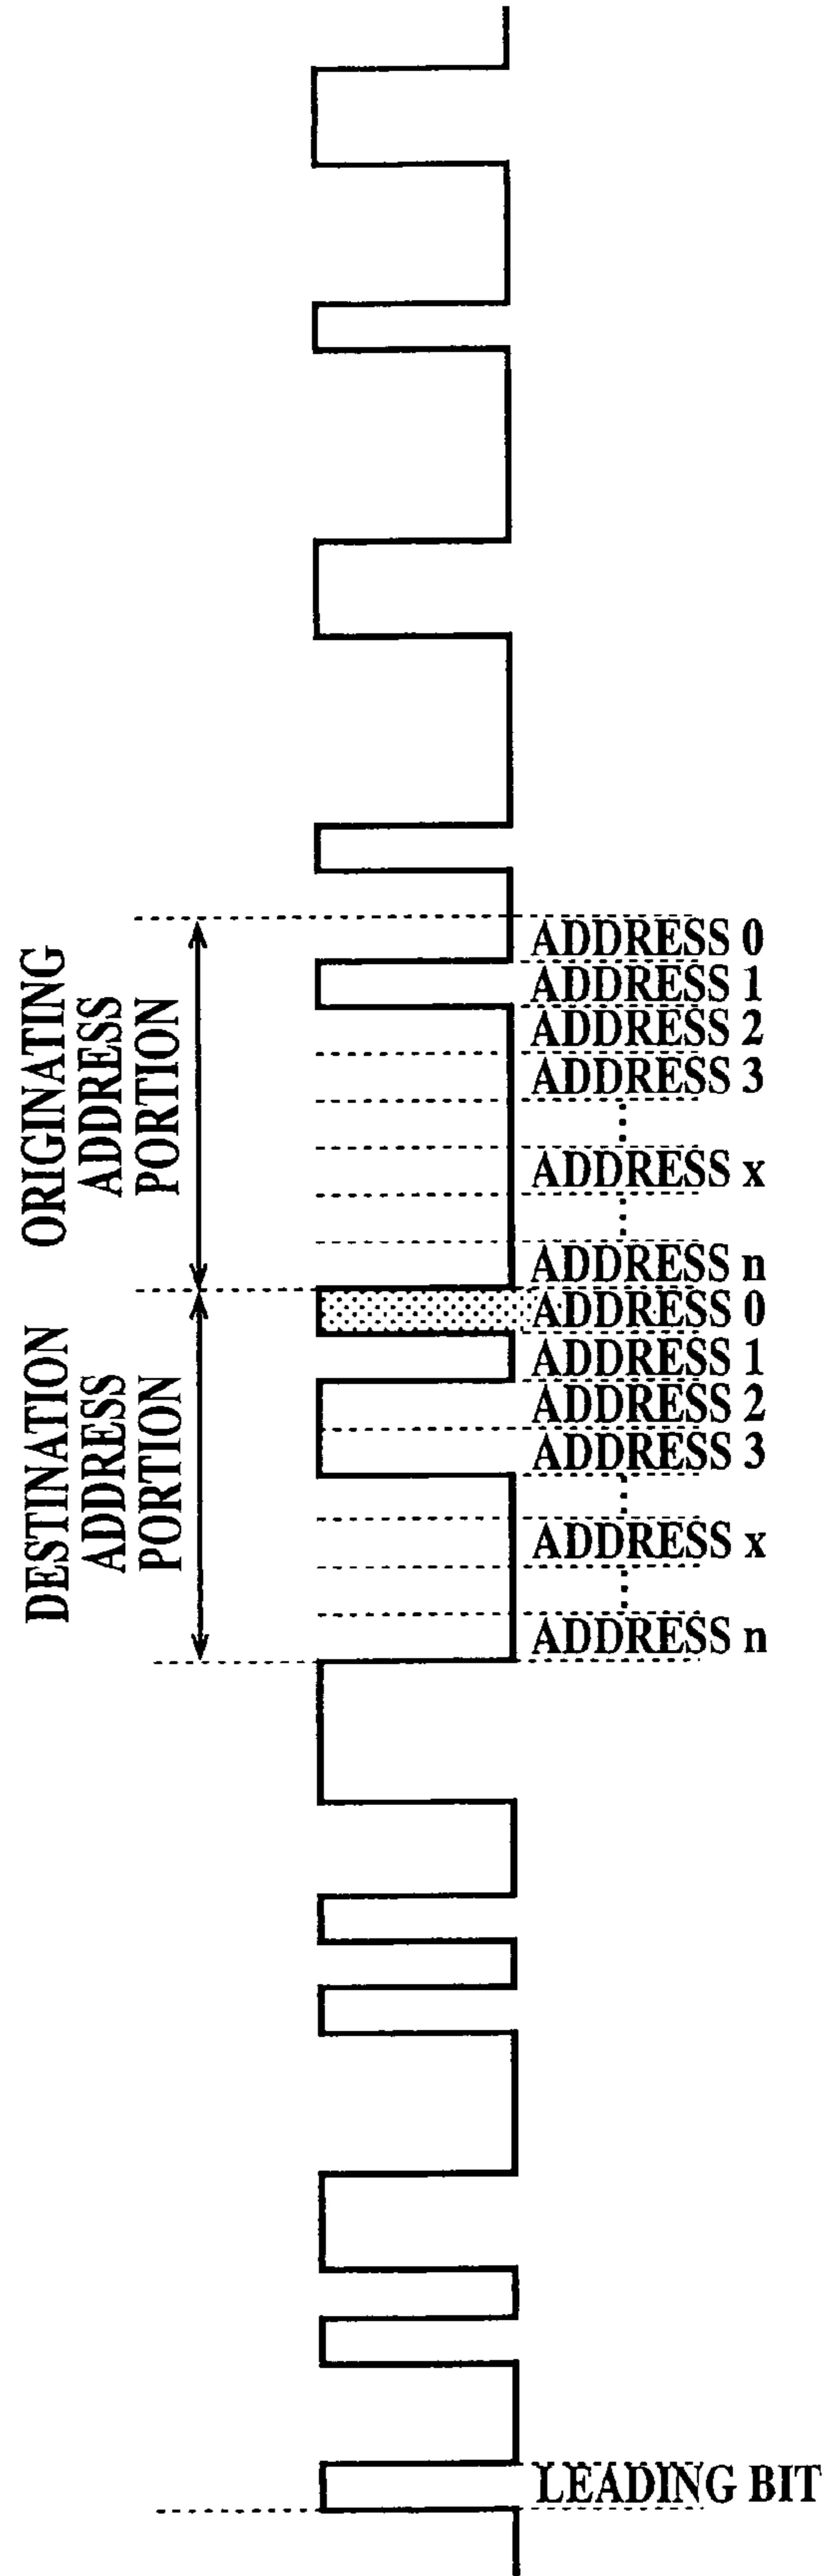 ORIGINATING
ADDRESS
PORTION
ADDRESS 0
ADDRESS 1
ADDRESS 2
ADDRESS 3
ADDRESS x
ADDRESS n
DESTINATION
ADDRESS
PORTION
ADDRESS 0
ADDRESS 1
ADDRESS 2
ADDRESS 3
ADDRESS x
ADDRESS n
LEADING BIT